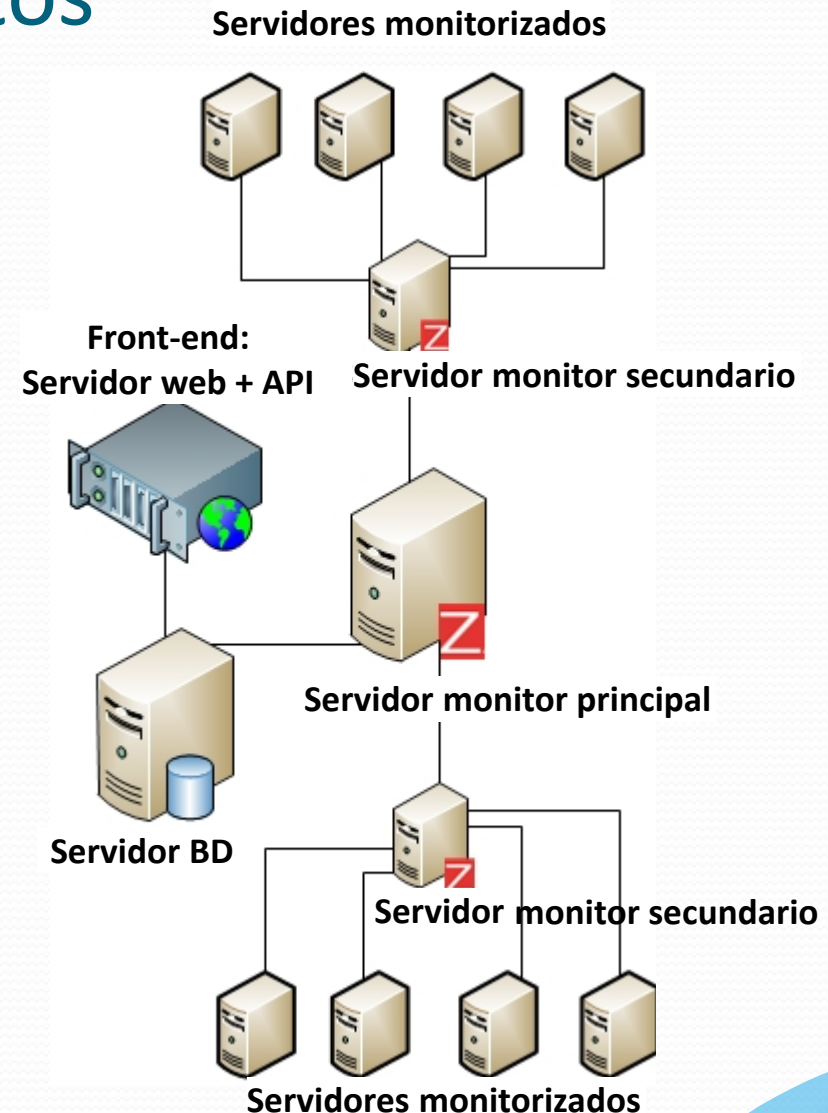 Servidores monitorizados
Front-end:
Servidor web + API
Servidor monitor secundario
Z
Z
Servidor monitor principal
Servidor BD
Z
Servidor monitor secundario
Servidores monitorizados